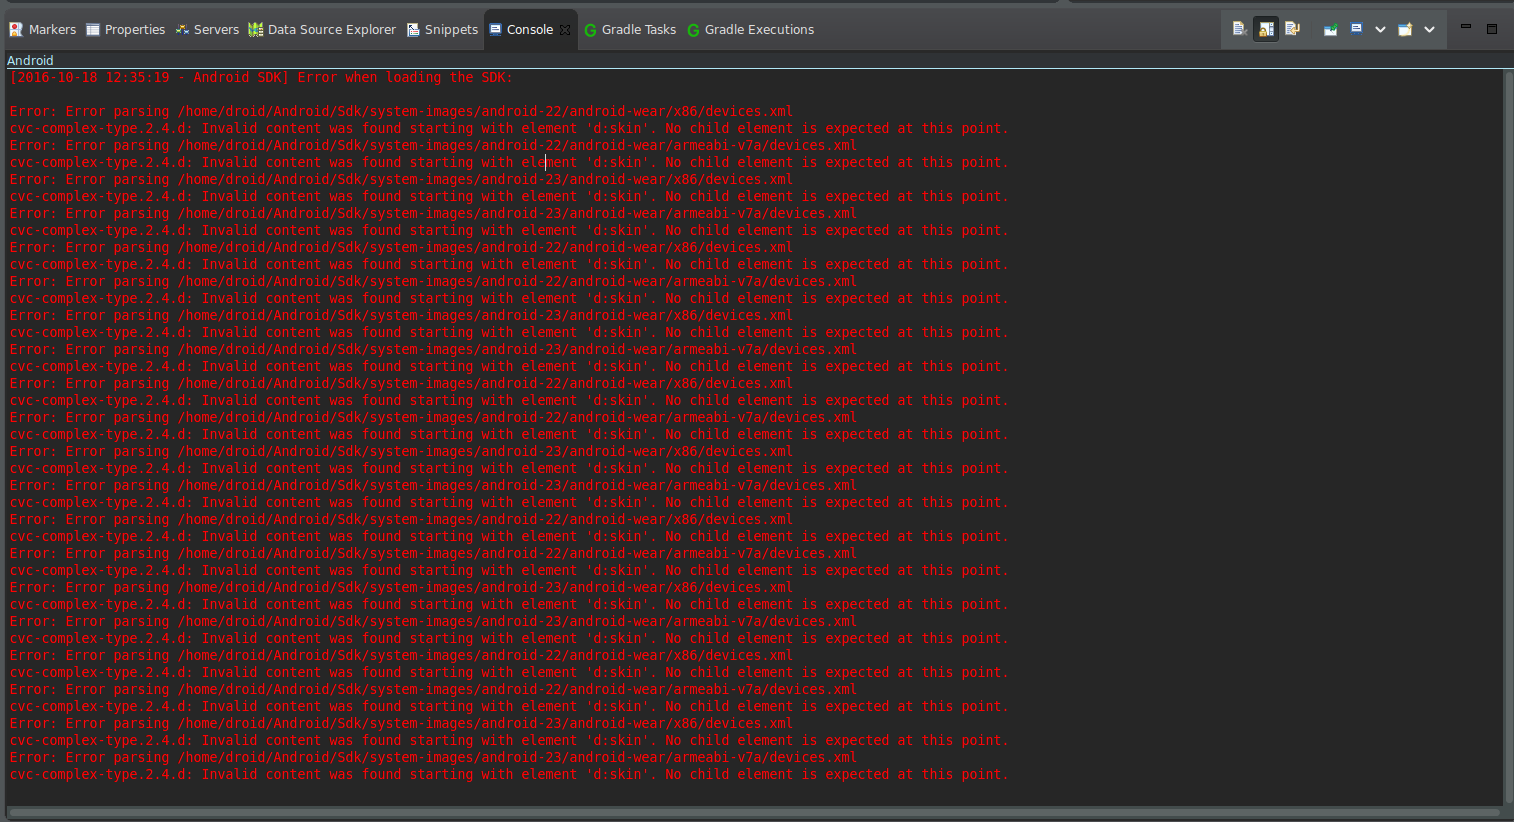 Markers Properties Servers Data Source Explorer Snippets Console Gradle Tasks Gradle Executions
Android
[2016-10-18 12:35:19 - Android SDK] Error when loading the SDK:
Error: Error parsing /home/droid/Android/Sdk/system-images/android-22/android-wear/x86/devices.xml
cvc-complex-type.2.4.d: Invalid content was found starting with element 'd:skin'. No child element is expected at this point.
Error: Error parsing /home/droid/Android/Sdk/system-images/android-22/android-wear/armeabi-v7a/devices.xml
cvc-complex-type.2.4.d: Invalid content was found starting with element 'd:skin'. No child element is expected at this point.
Error: Error parsing /home/droid/Android/Sdk/system-images/android-23/android-wear/x86/devices.xml
cvc-complex-type.2.4.d: Invalid content was found starting with element 'd:skin'. No child element is expected at this point.
Error: Error parsing /home/droid/Android/Sdk/system-images/android-23/android-wear/armeabi-v7a/devices.xml
cvc-complex-type.2.4.d: Invalid content was found starting with element 'd:skin'. No child element is expected at this point.
Error: Error parsing /home/droid/Android/Sdk/system-images/android-22/android-wear/x86/devices.xml
cvc-complex-type.2.4.d: Invalid content was found starting with element 'd:skin'. No child element is expected at this point.
Error: Error parsing /home/droid/Android/Sdk/system-images/android-22/android-wear/armeabi-v7a/devices.xml
cvc-complex-type.2.4.d: Invalid content was found starting with element 'd:skin'. No child element is expected at this point.
Error: Error parsing /home/droid/Android/Sdk/system-images/android-23/android-wear/x86/devices.xml
cvc-complex-type.2.4.d: Invalid content was found starting with element 'd:skin'. No child element is expected at this point.
Error: Error parsing /home/droid/Android/Sdk/system-images/android-23/android-wear/armeabi-v7a/devices.xml
cvc-complex-type.2.4.d: Invalid content was found starting with element 'd:skin'. No child element is expected at this point.
Error: Error parsing /home/droid/Android/Sdk/system-images/android-22/android-wear/x86/devices.xml
cvc-complex-type.2.4.d: Invalid content was found starting with element 'd:skin'. No child element is expected at this point.
Error: Error parsing /home/droid/Android/Sdk/system-images/android-22/android-wear/armeabi-v7a/devices.xml
cvc-complex-type.2.4.d: Invalid content was found starting with element 'd:skin'. No child element is expected at this point.
Error: Error parsing /home/droid/Android/Sdk/system-images/android-23/android-wear/x86/devices.xml
cvc-complex-type.2.4.d: Invalid content was found starting with element 'd:skin'. No child element is expected at this point.
Error: Error parsing /home/droid/Android/Sdk/system-images/android-23/android-wear/armeabi-v7a/devices.xml
cvc-complex-type.2.4.d: Invalid content was found starting with element 'd:skin'. No child element is expected at this point.
Error: Error parsing /home/droid/Android/Sdk/system-images/android-22/android-wear/x86/devices.xml
cvc-complex-type.2.4.d: Invalid content was found starting with element 'd:skin'. No child element is expected at this point.
Error: Error parsing /home/droid/Android/Sdk/system-images/android-22/android-wear/armeabi-v7a/devices.xml
cvc-complex-type.2.4.d: Invalid content was found starting with element 'd:skin'. No child element is expected at this point.
Error: Error parsing /home/droid/Android/Sdk/system-images/android-23/android-wear/x86/devices.xml
cvc-complex-type.2.4.d: Invalid content was found starting with element 'd:skin'. No child element is expected at this point.
Error: Error parsing /home/droid/Android/Sdk/system-images/android-23/android-wear/armeabi-v7a/devices.xml
cvc-complex-type.2.4.d: Invalid content was found starting with element 'd:skin'. No child element is expected at this point.
Error: Error parsing /home/droid/Android/Sdk/system-images/android-22/android-wear/x86/devices.xml
cvc-complex-type.2.4.d: Invalid content was found starting with element 'd:skin'. No child element is expected at this point.
Error: Error parsing /home/droid/Android/Sdk/system-images/android-22/android-wear/armeabi-v7a/devices.xml
cvc-complex-type.2.4.d: Invalid content was found starting with element 'd:skin'. No child element is expected at this point.
Error: Error parsing /home/droid/Android/Sdk/system-images/android-23/android-wear/x86/devices.xml
cvc-complex-type.2.4.d: Invalid content was found starting with element 'd:skin'. No child element is expected at this point.
Error: Error parsing /home/droid/Android/Sdk/system-images/android-23/android-wear/armeabi-v7a/devices.xml
cvc-complex-type.2.4.d: Invalid content was found starting with element 'd:skin'. No child element is expected at this point.